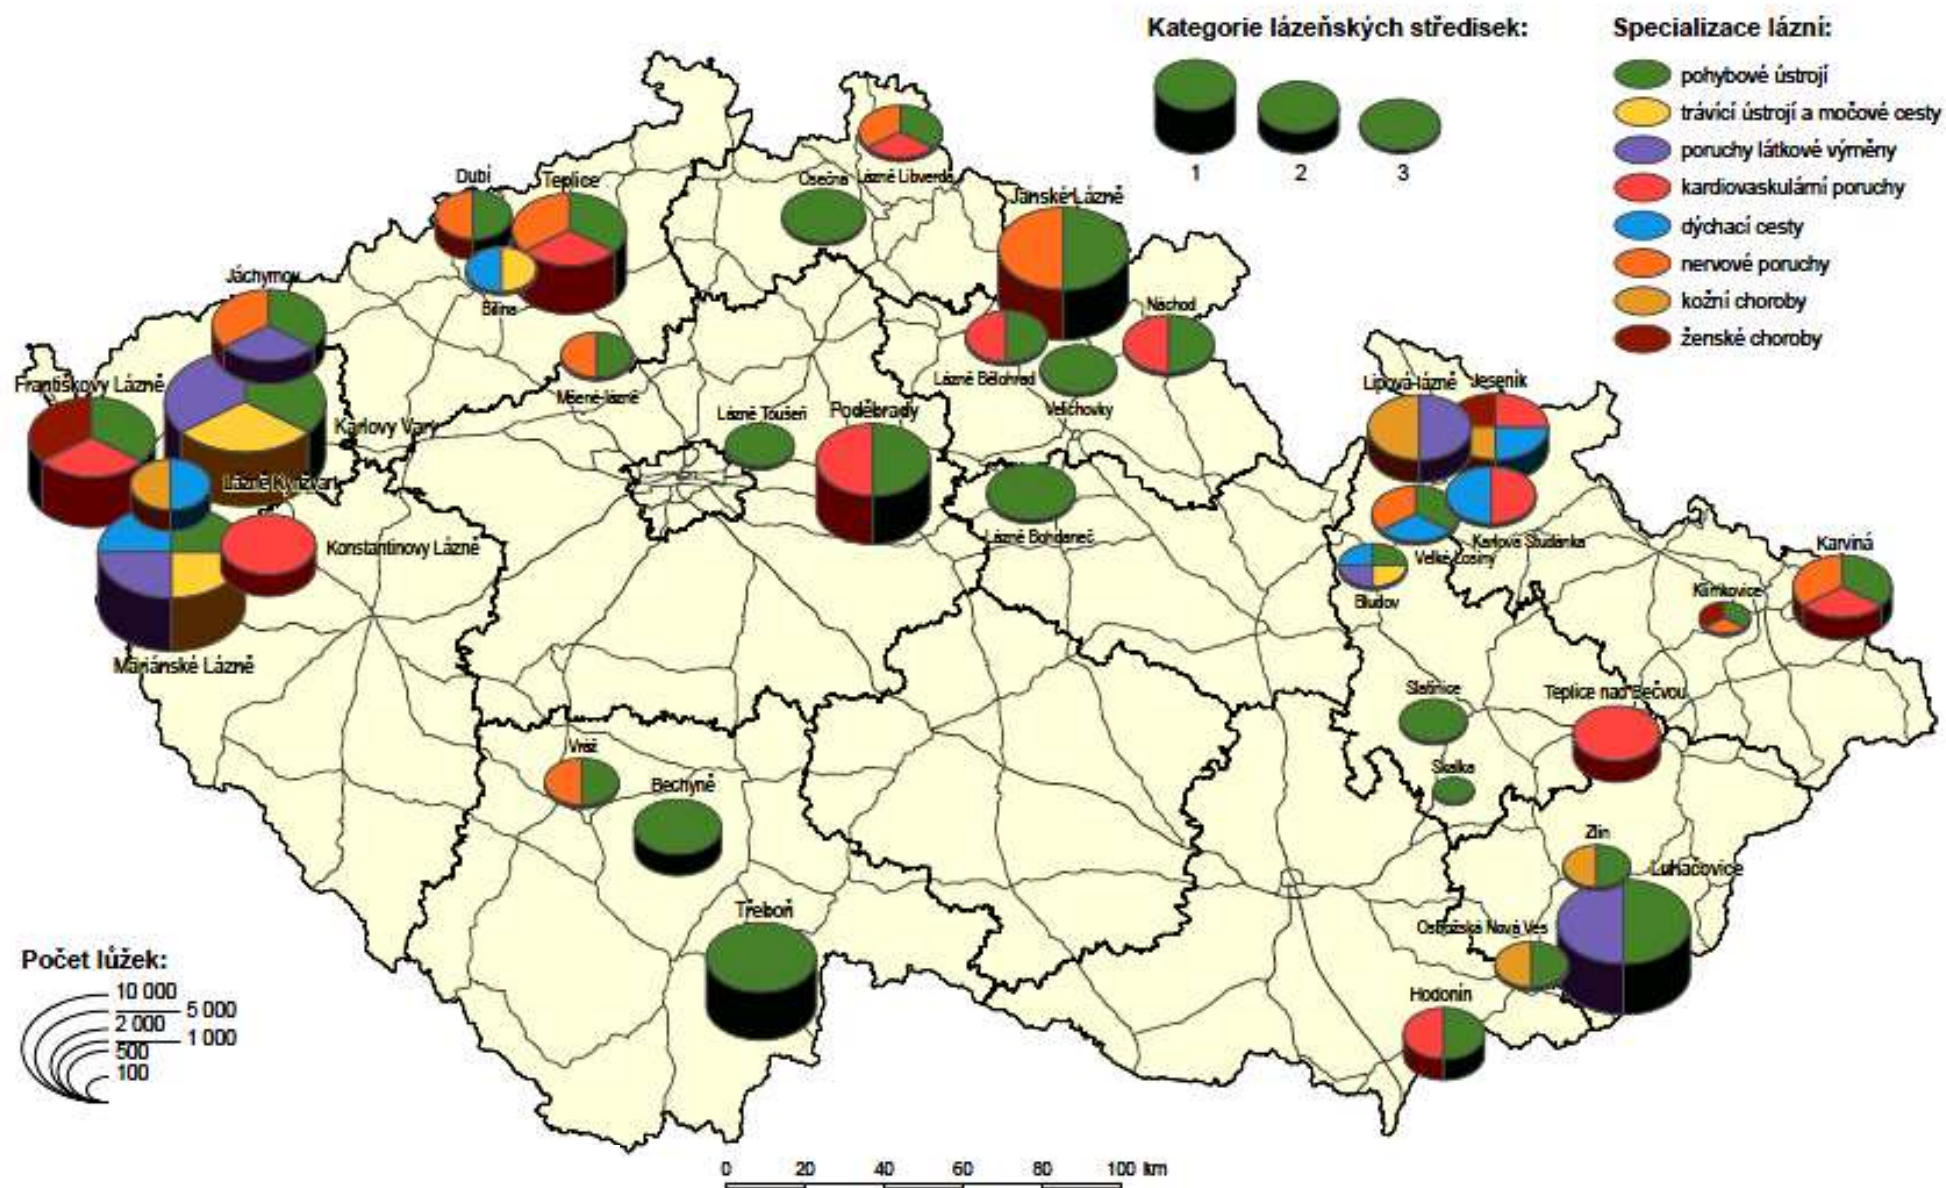 Kategorie lázeňských středisek:
1
2
3
Specializace lázní:
pohybové ústrojí
trávící ústrojí a močové cesty
poruchy látkové výměny
kardiovaskulární poruchy
dýchací cesty
nervové poruchy
kožní choroby
ženské choroby
Dubí
Teplice
Osečná
Lázně Libverda
Janské Lázně
Jáchymov
Bílina
Náchod
Františkovy Lázně
Mšené-lázně
Lázně Bělohrad
Velichovky
Lipová-lázně
Jeseník
Karlovy Vary
Lázně Toušeň
Poděbrady
Lázně Kynžvart
Konstantinovy Lázně
Lázně Bohdaneč
Karlova Studánka
Velké Losiny
Karviná
Bludov
Klimkovice
Mariánské Lázně
Slatinice
Teplice nad Bečvou
Vráž
Bechyně
Skalka
Zlín
Luhačovice
Třeboň
Ostrožská Nová Ves
Hodonín
Počet lůžek:
10 000
5 000
2 000
1 000
500
100
0 20 40 60 80 100 km